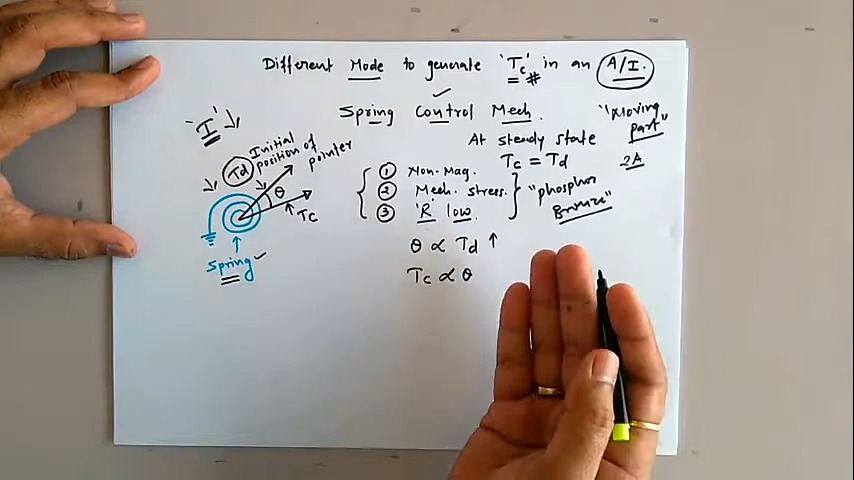 Different Mode to generate 'Tc' in an A/I.
#
Spring Control Mech.
"Moving part"
'I'
At steady state
Tc = Td
2A
Initial position of pointer
Td
θ
Tc
Spring
① Non-Mag.
② Mech. stress.
③ 'R' low.
"phosphor Bronze"
θ ∝ Td ↑
Tc ∝ θ